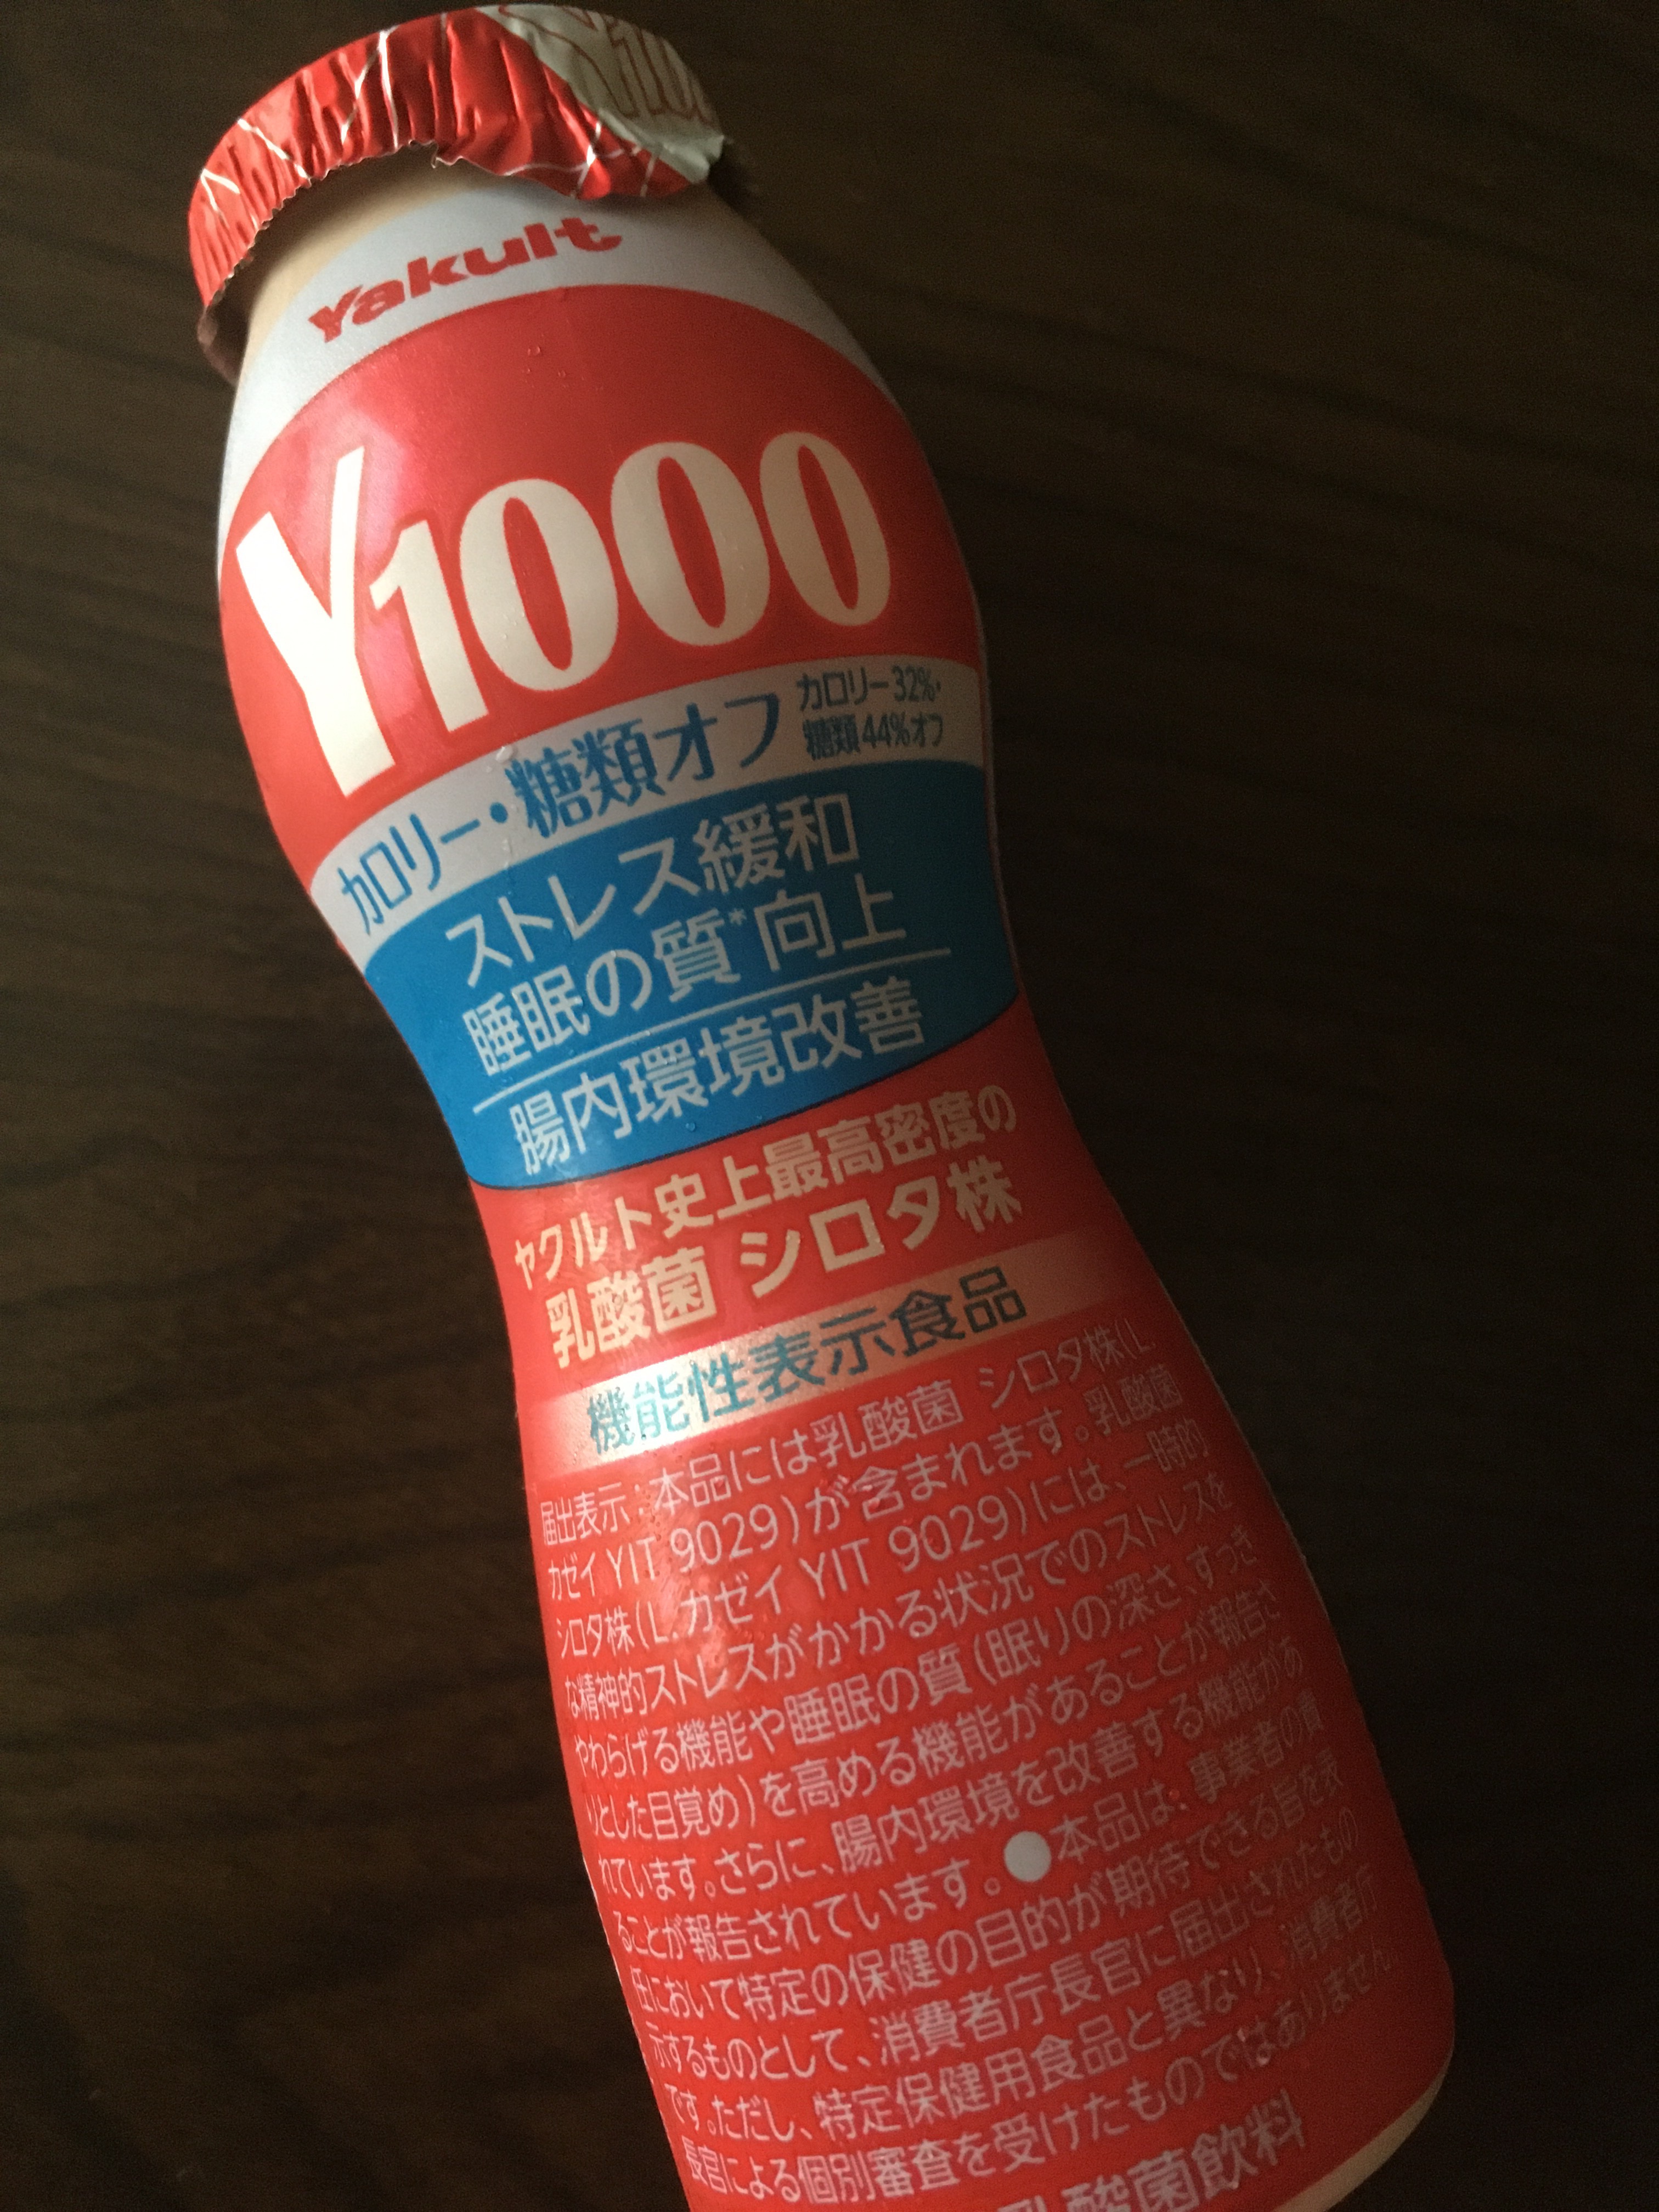 Yakult
Y1000
カロリー・糖類オフ
カロリー32%・
糖類44%オフ
ストレス緩和
睡眠の質*向上
腸内環境改善
ヤクルト史上最高密度の
乳酸菌 シロタ株
機能性表示食品
届出表示：本品には乳酸菌 シロタ株(L.
カゼイ YIT 9029)が含まれます。乳酸菌
シロタ株(L.カゼイ YIT 9029)には、一時的
な精神的ストレスがかかる状況でのストレスを
やわらげる機能や睡眠の質(眠りの深さ、すっき
りとした目覚め)を高める機能があることが報告さ
れています。さらに、腸内環境を改善する機能があ
ることが報告されています。●本品は、事業者の責
任において特定の保健の目的が期待できる旨を表
示するものとして、消費者庁長官に届出されたもの
です。ただし、特定保健用食品と異なり、消費者庁
長官による個別審査を受けたものではありません。
乳酸菌飲料